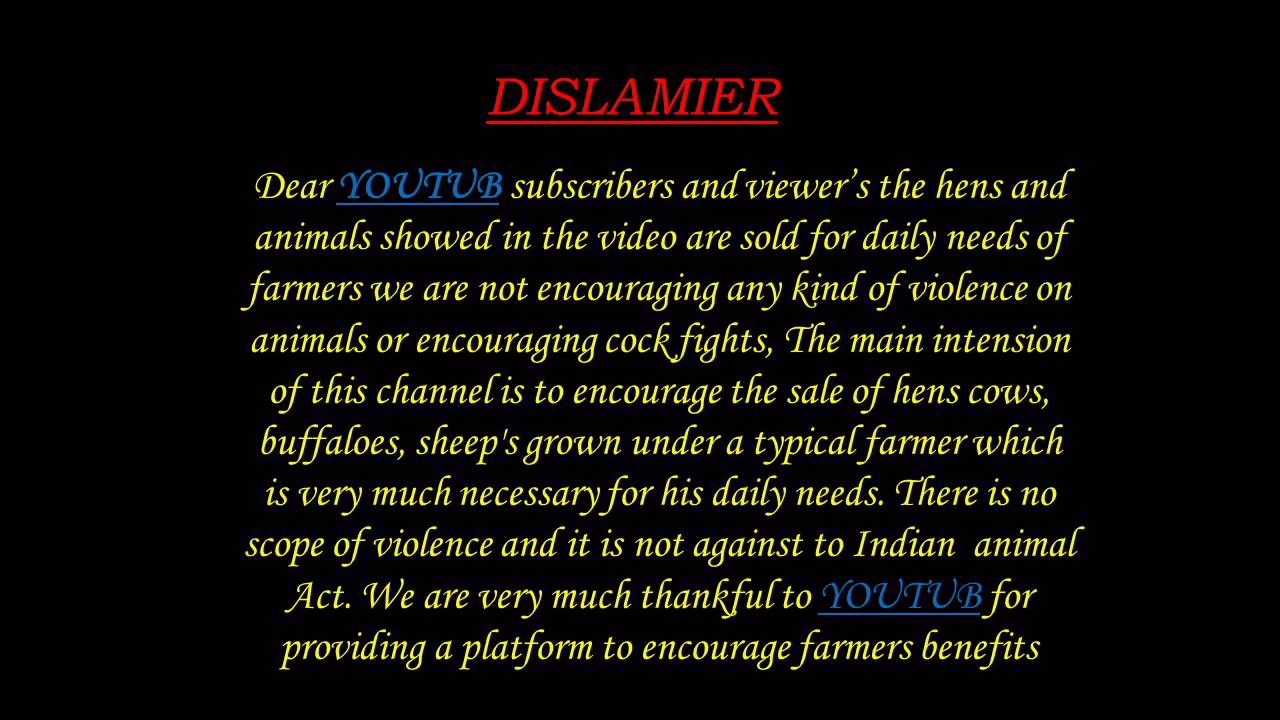 DISLAMIER
Dear YOUTUB subscribers and viewer’s the hens and
animals showed in the video are sold for daily needs of
farmers we are not encouraging any kind of violence on
animals or encouraging cock fights, The main intension
of this channel is to encourage the sale of hens cows,
buffaloes, sheep's grown under a typical farmer which
is very much necessary for his daily needs. There is no
scope of violence and it is not against to Indian  animal
Act. We are very much thankful to YOUTUB for
providing a platform to encourage farmers benefits